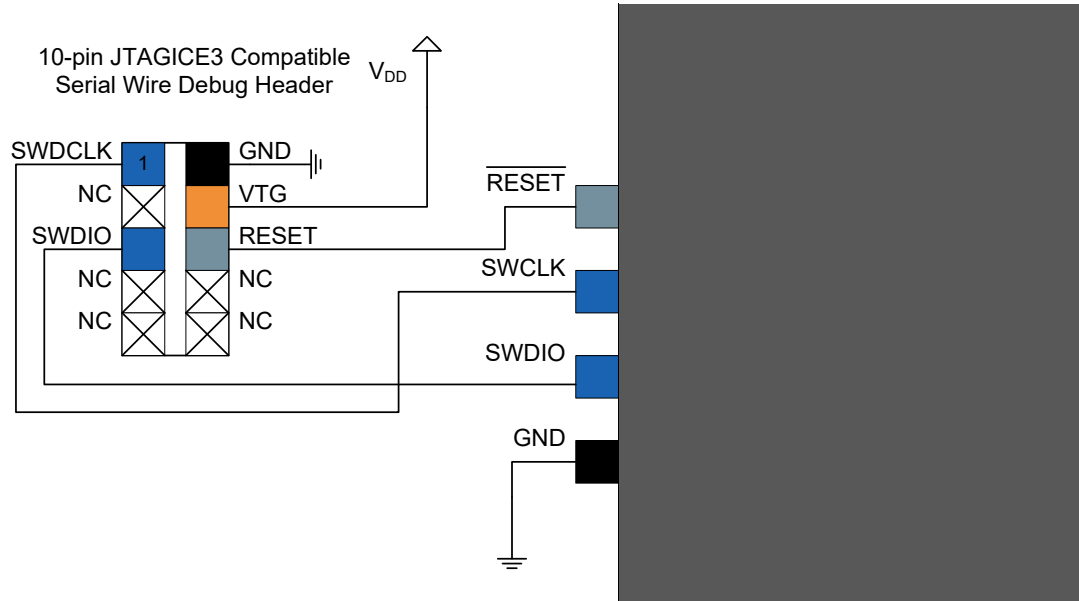 10-pin JTAGICE3 Compatible
Serial Wire Debug Header
VDD
SWDCLK
1
GND
NC
VTG
SWDIO
RESET
NC
NC
NC
NC
RESET
SWCLK
SWDIO
GND